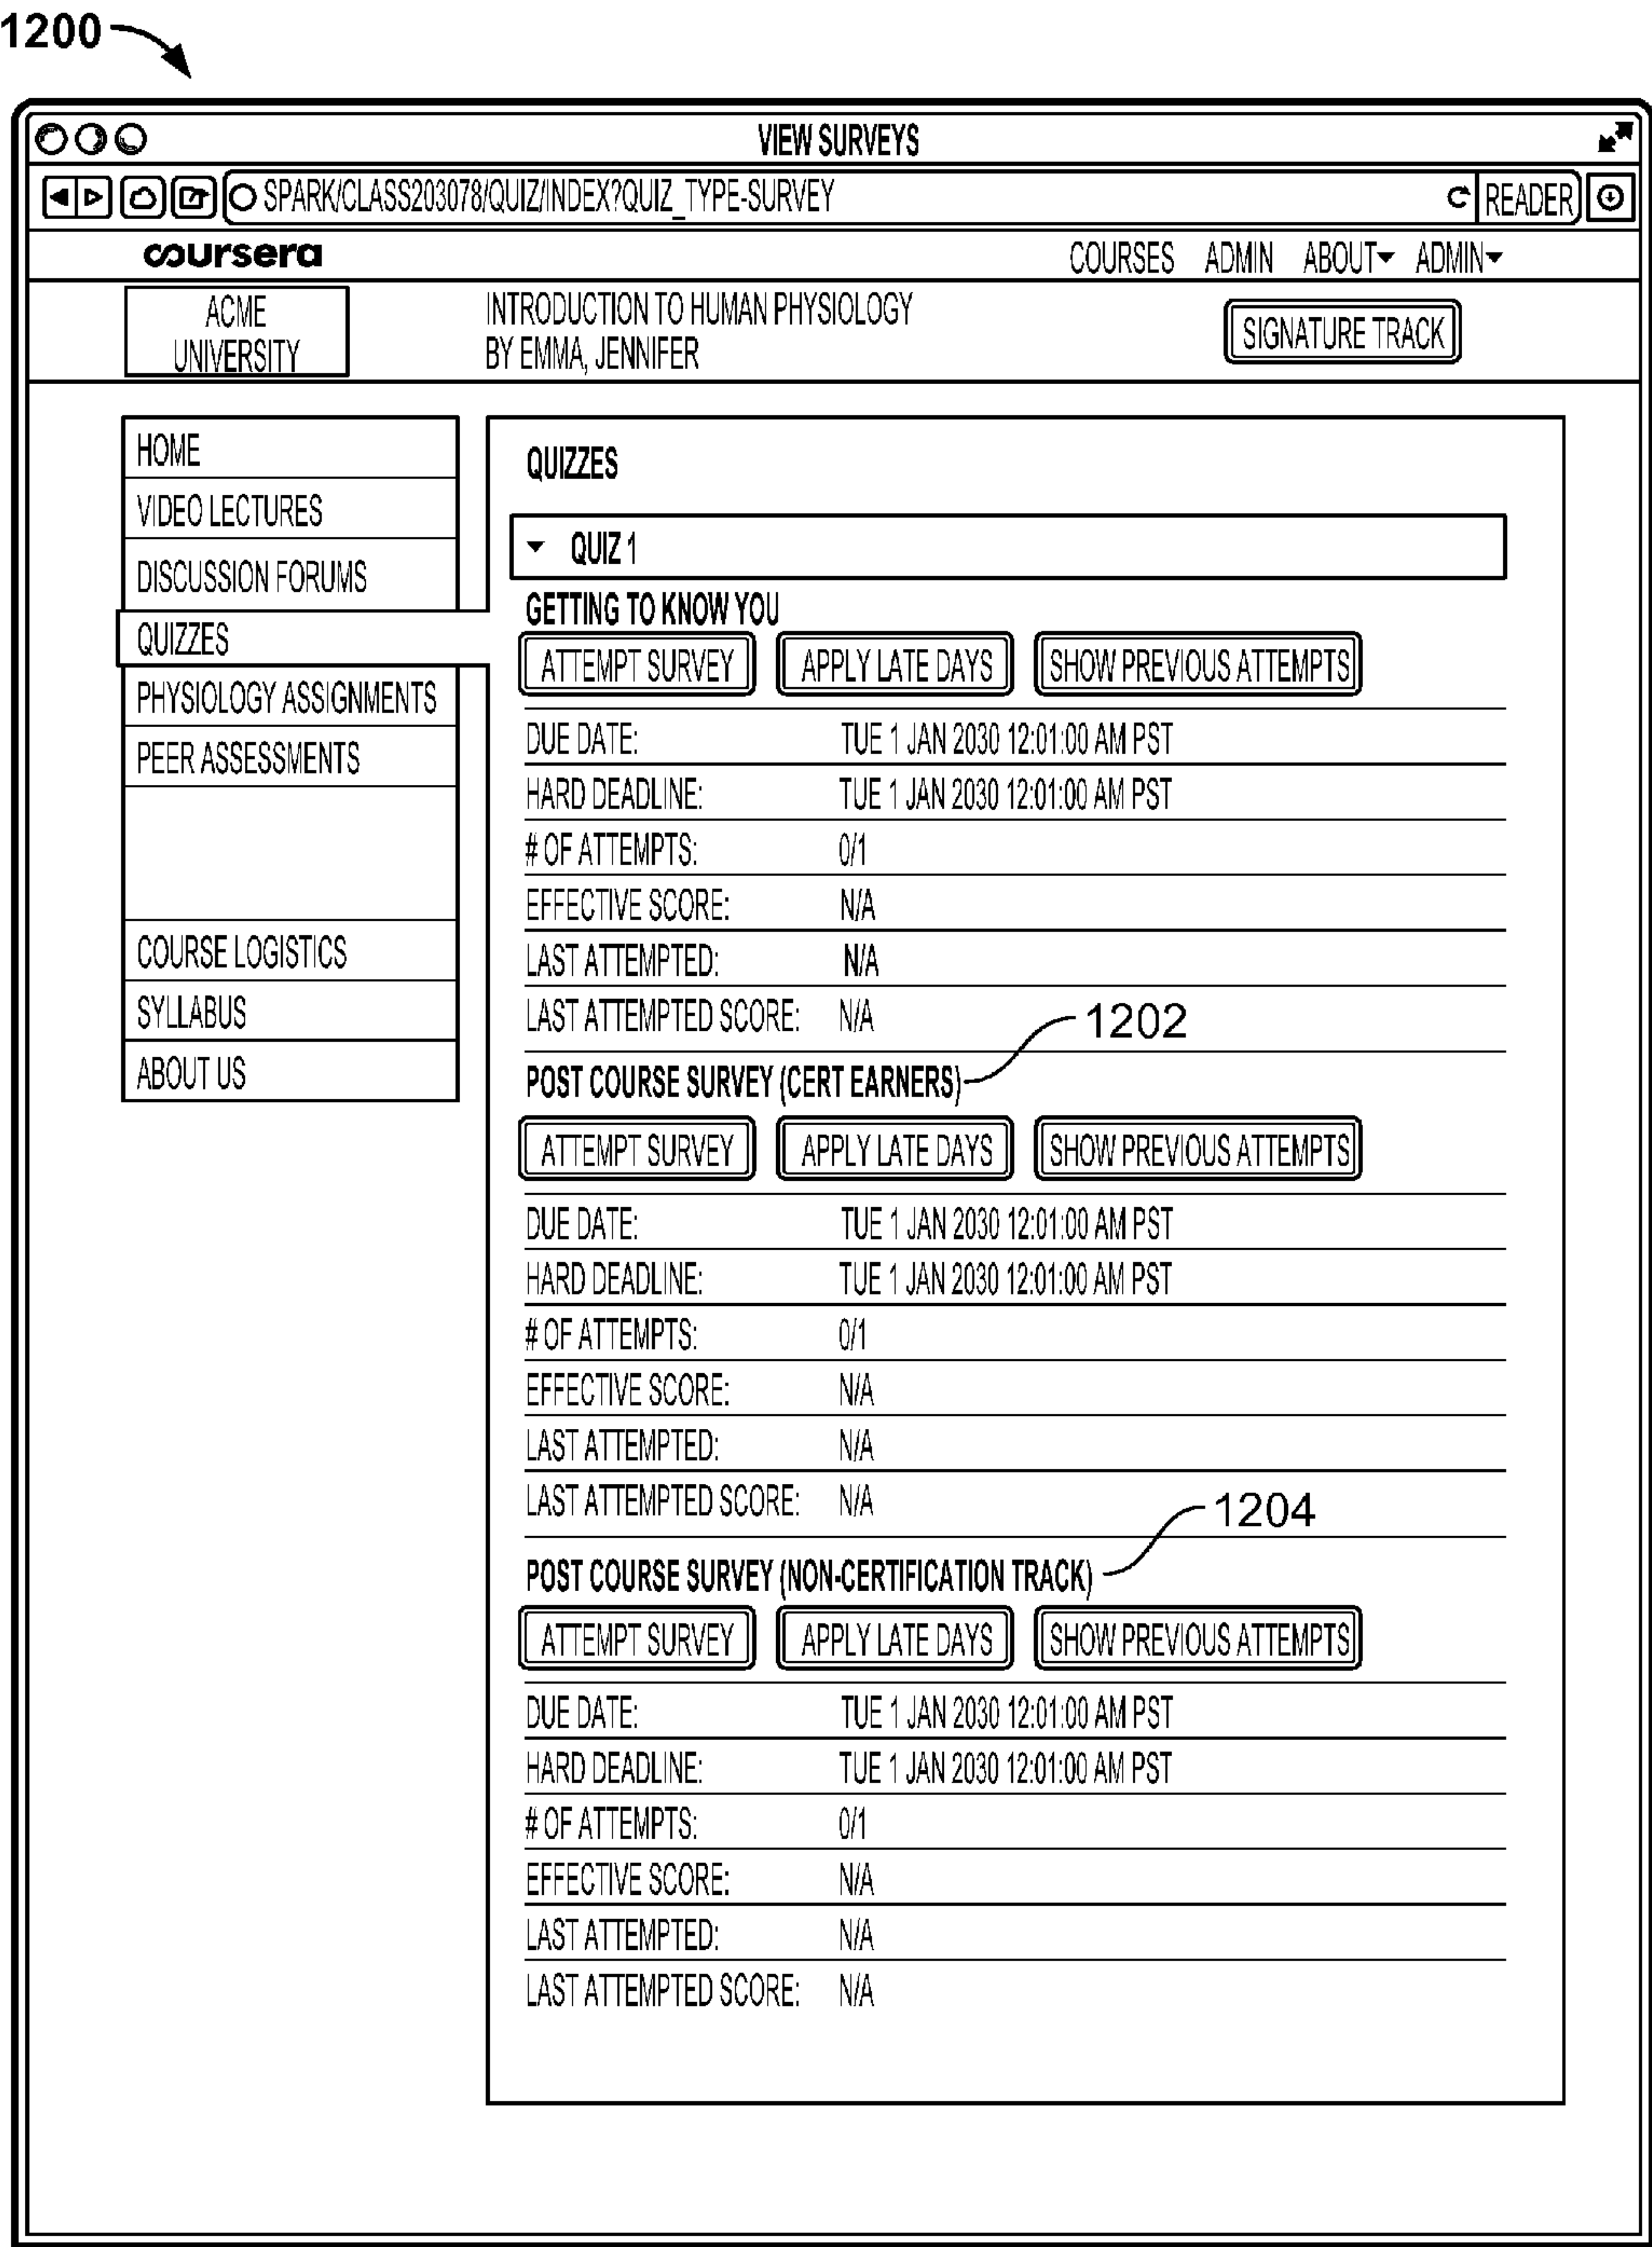 1200
VIEW SURVEYS
SPARK/CLASS203078/QUIZ/INDEX?QUIZ_TYPE-SURVEY
READER
coursera
COURSES ADMIN ABOUT ADMIN
ACME
UNIVERSITY
INTRODUCTION TO HUMAN PHYSIOLOGY
BY EMMA, JENNIFER
SIGNATURE TRACK
HOME
VIDEO LECTURES
DISCUSSION FORUMS
QUIZZES
PHYSIOLOGY ASSIGNMENTS
PEER ASSESSMENTS
COURSE LOGISTICS
SYLLABUS
ABOUT US
QUIZZES
QUIZ 1
GETTING TO KNOW YOU
ATTEMPT SURVEY APPLY LATE DAYS SHOW PREVIOUS ATTEMPTS
DUE DATE: TUE 1 JAN 2030 12:01:00 AM PST
HARD DEADLINE: TUE 1 JAN 2030 12:01:00 AM PST
# OF ATTEMPTS: 0/1
EFFECTIVE SCORE: N/A
LAST ATTEMPTED: N/A
LAST ATTEMPTED SCORE: N/A
1202
POST COURSE SURVEY (CERT EARNERS)
ATTEMPT SURVEY APPLY LATE DAYS SHOW PREVIOUS ATTEMPTS
DUE DATE: TUE 1 JAN 2030 12:01:00 AM PST
HARD DEADLINE: TUE 1 JAN 2030 12:01:00 AM PST
# OF ATTEMPTS: 0/1
EFFECTIVE SCORE: N/A
LAST ATTEMPTED: N/A
LAST ATTEMPTED SCORE: N/A
1204
POST COURSE SURVEY (NON-CERTIFICATION TRACK)
ATTEMPT SURVEY APPLY LATE DAYS SHOW PREVIOUS ATTEMPTS
DUE DATE: TUE 1 JAN 2030 12:01:00 AM PST
HARD DEADLINE: TUE 1 JAN 2030 12:01:00 AM PST
# OF ATTEMPTS: 0/1
EFFECTIVE SCORE: N/A
LAST ATTEMPTED: N/A
LAST ATTEMPTED SCORE: N/A